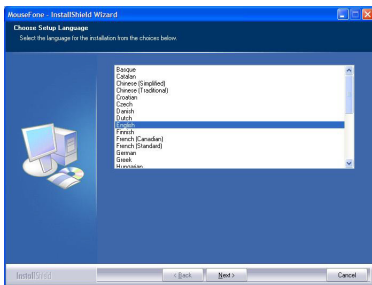 MouseFone - InstallShield Wizard
Choose Setup Language
Select the language for the installation from the choices below.
Basque
Catalan
Chinese (Simplified)
Chinese (Traditional)
Croatian
Czech
Danish
Dutch
English
Finnish
French (Canadian)
French (Standard)
German
Greek
Hungarian
InstallShield
< Back
Next >
Cancel